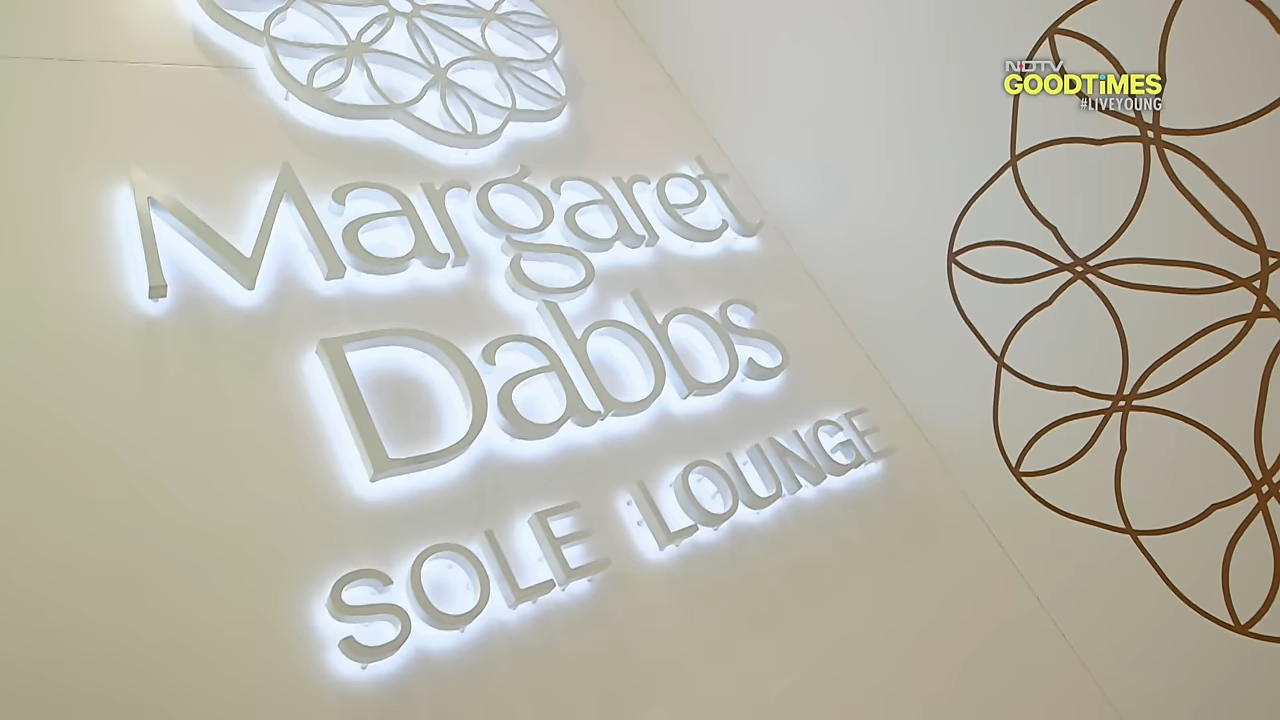 NDTV
GOODTiMES
#LIVEYOUNG
Margaret
Dabbs
SOLE LOUNGE